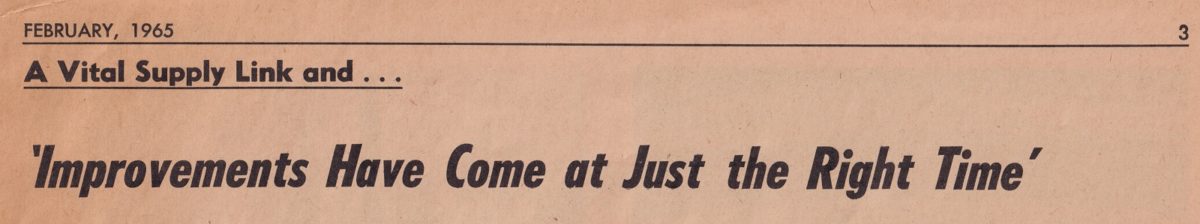 FEBRUARY, 1965 3
A Vital Supply Link and . . .
'Improvements Have Come at Just the Right Time'